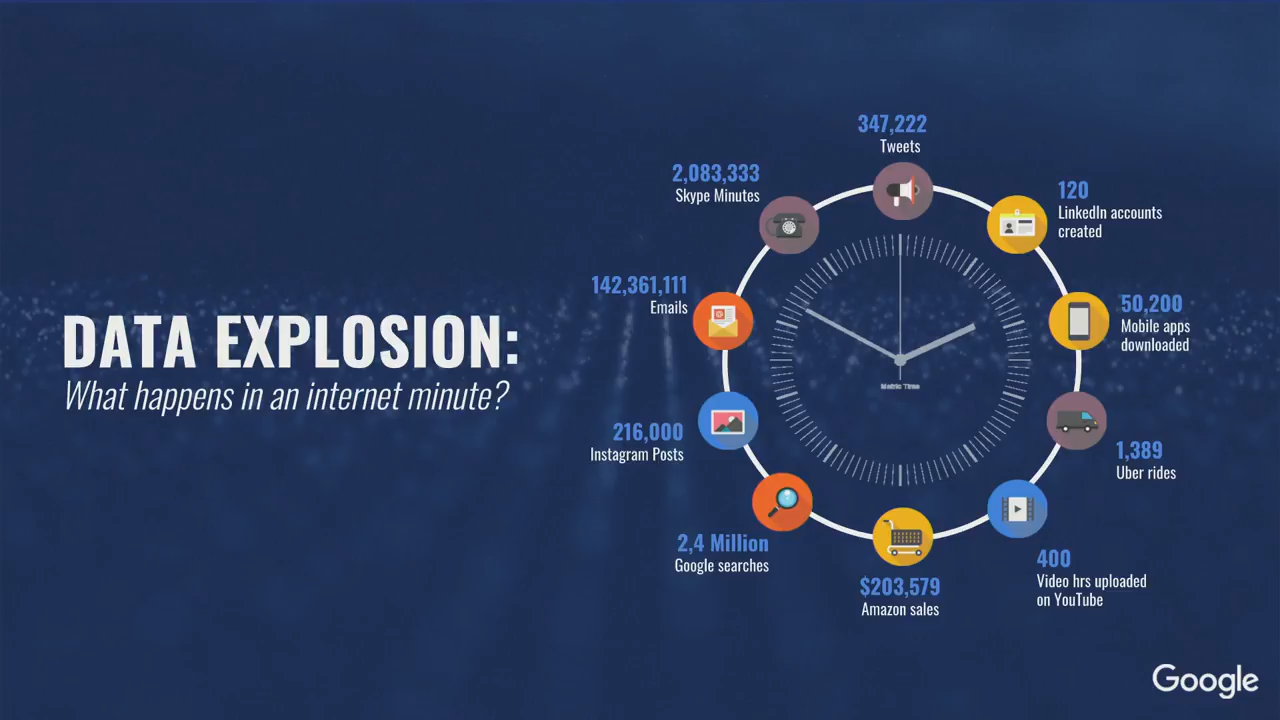 DATA EXPLOSION:
What happens in an internet minute?
347,222
Tweets
120
LinkedIn accounts
created
50,200
Mobile apps
downloaded
1,389
Uber rides
400
Video hrs uploaded
on YouTube
$203,579
Amazon sales
2,4 Million
Google searches
216,000
Instagram Posts
142,361,111
Emails
2,083,333
Skype Minutes
Metric Time
Google